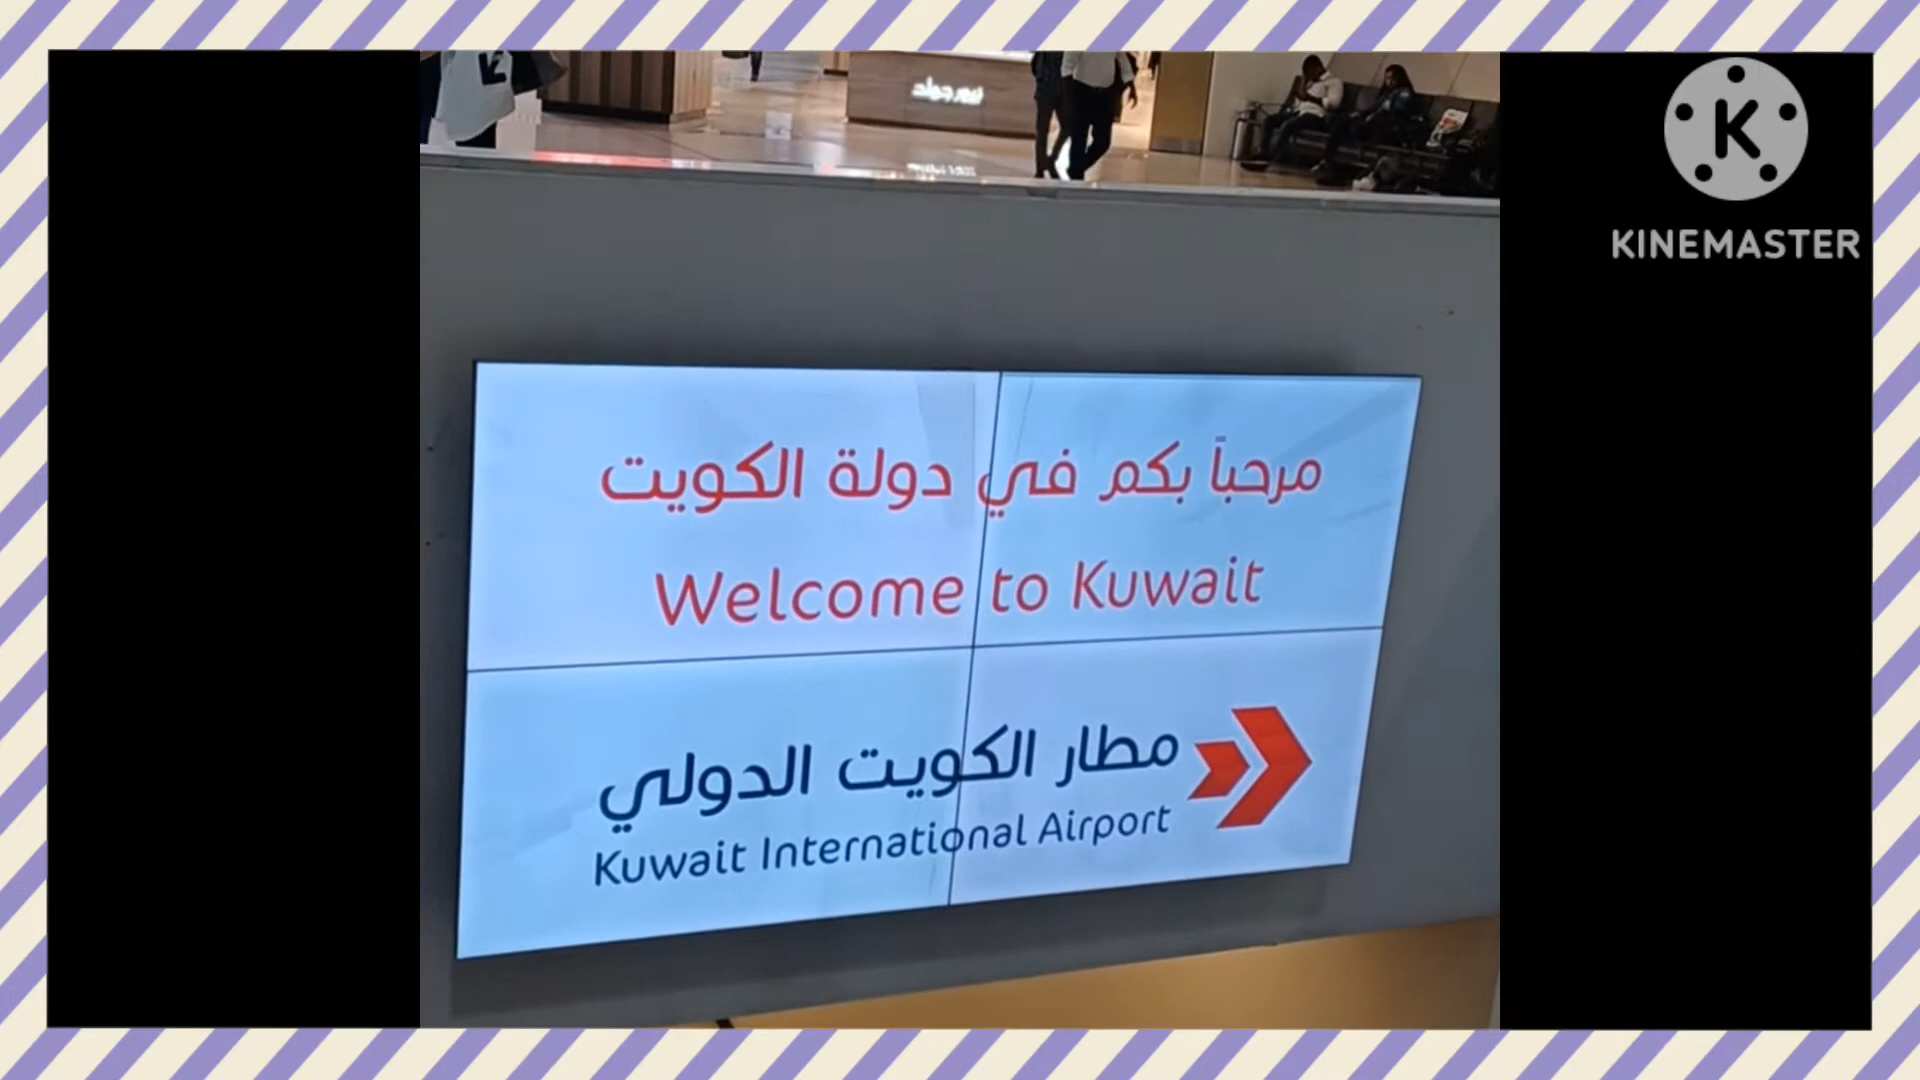 KINEMASTER
مرحباً بكم في دولة الكويت
Welcome to Kuwait
مطار الكويت الدولي
Kuwait International Airport